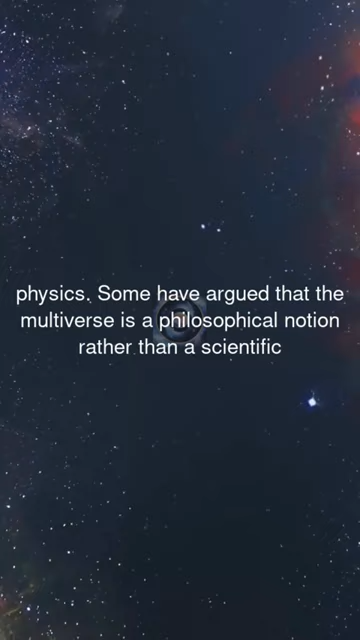 physics. Some have argued that the
multiverse is a philosophical notion
rather than a scientific